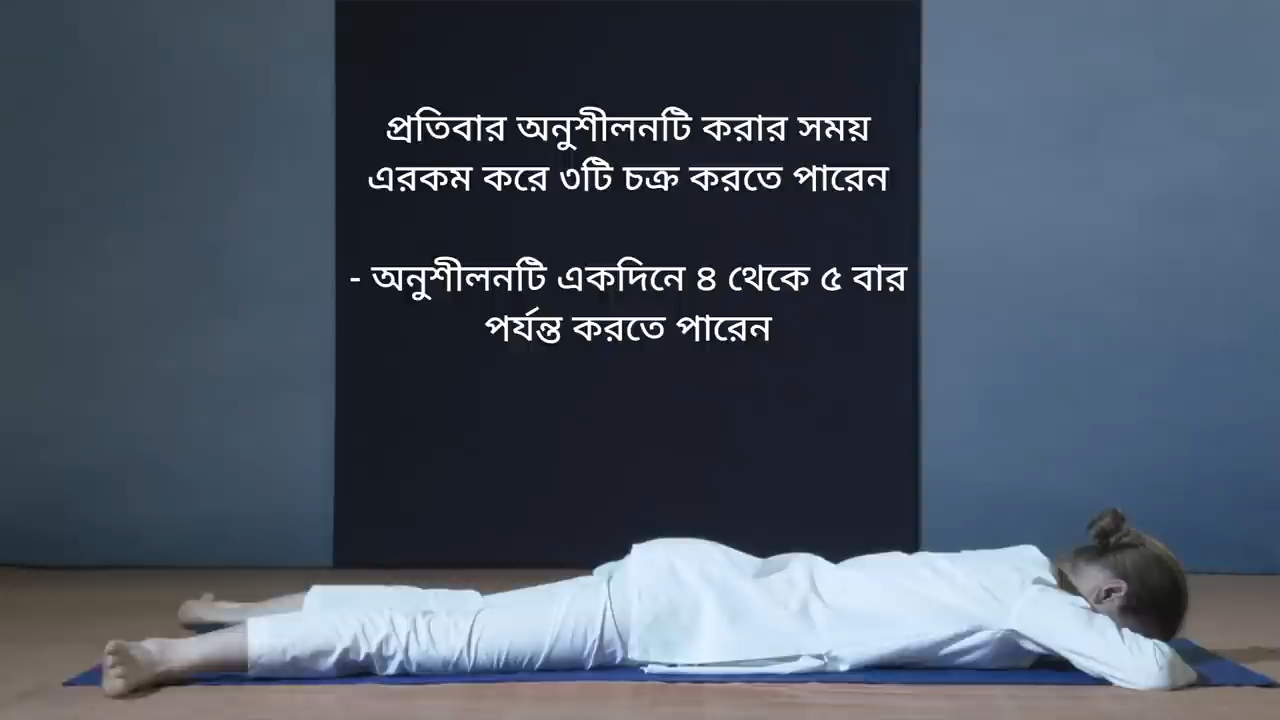 প্রতিবার অনুশীলনটি করার সময়
এরকম করে ৩টি চক্র করতে পারেন
- অনুশীলনটি একদিনে ৪ থেকে ৫ বার
পর্যন্ত করতে পারেন